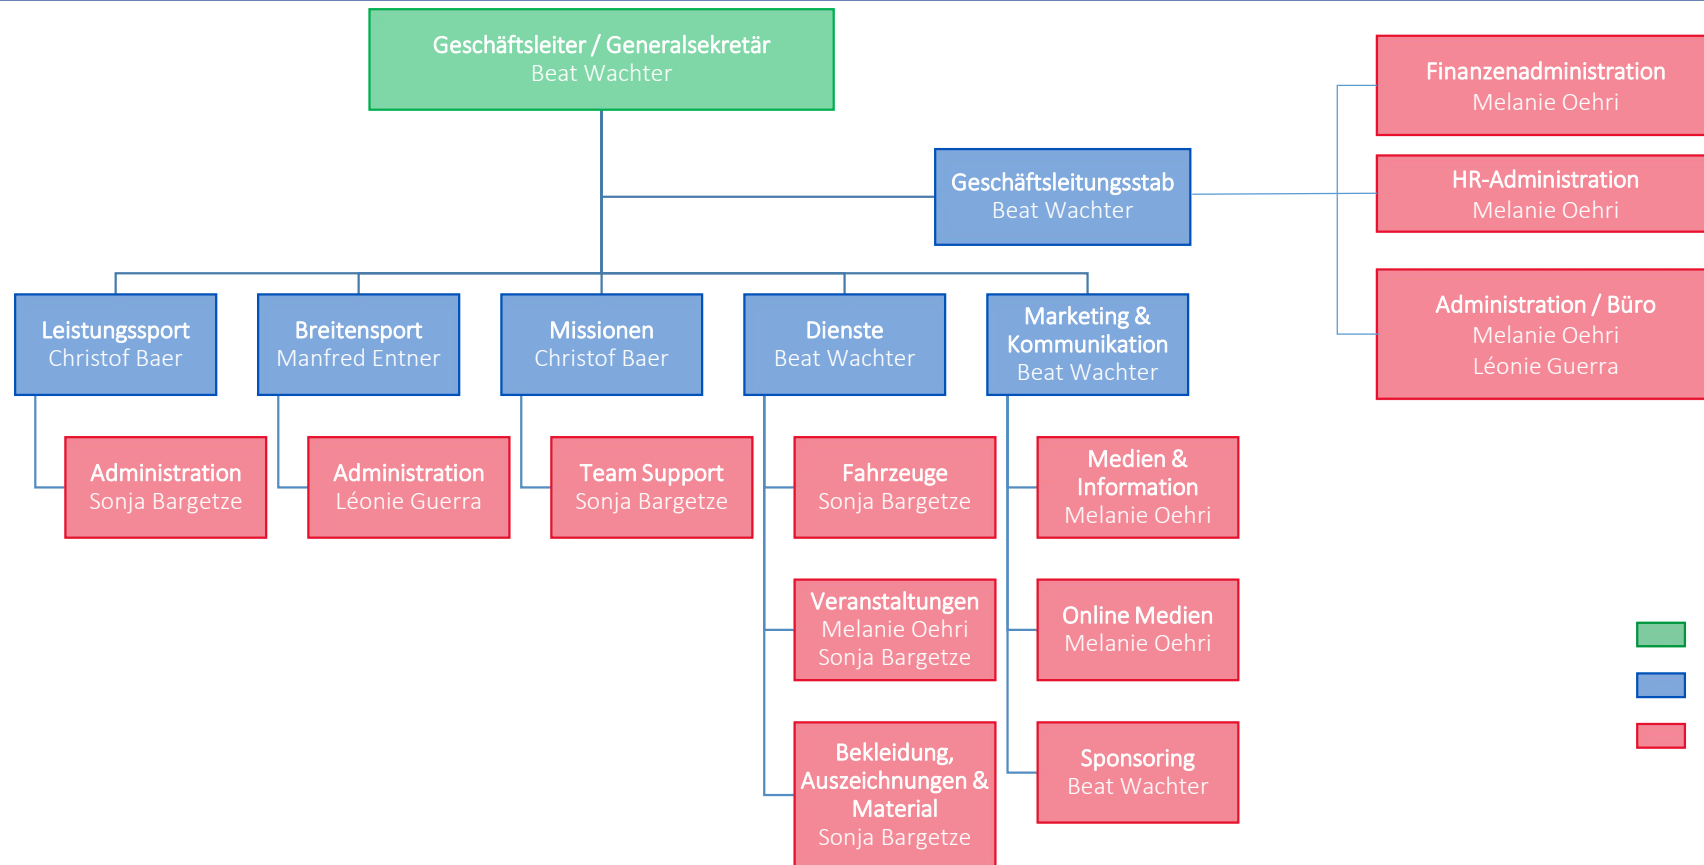 Geschäftsleiter / Generalsekretär
Beat Wachter
Finanzenadministration
Melanie Oehri
Geschäftsleitungsstab
Beat Wachter
HR-Administration
Melanie Oehri
Administration / Büro
Melanie Oehri
Léonie Guerra
Leistungssport
Christof Baer
Breitensport
Manfred Entner
Missionen
Christof Baer
Dienste
Beat Wachter
Marketing &
Kommunikation
Beat Wachter
Administration
Sonja Bargetze
Administration
Léonie Guerra
Team Support
Sonja Bargetze
Fahrzeuge
Sonja Bargetze
Medien &
Information
Melanie Oehri
Veranstaltungen
Melanie Oehri
Sonja Bargetze
Online Medien
Melanie Oehri
Bekleidung,
Auszeichnungen &
Material
Sonja Bargetze
Sponsoring
Beat Wachter